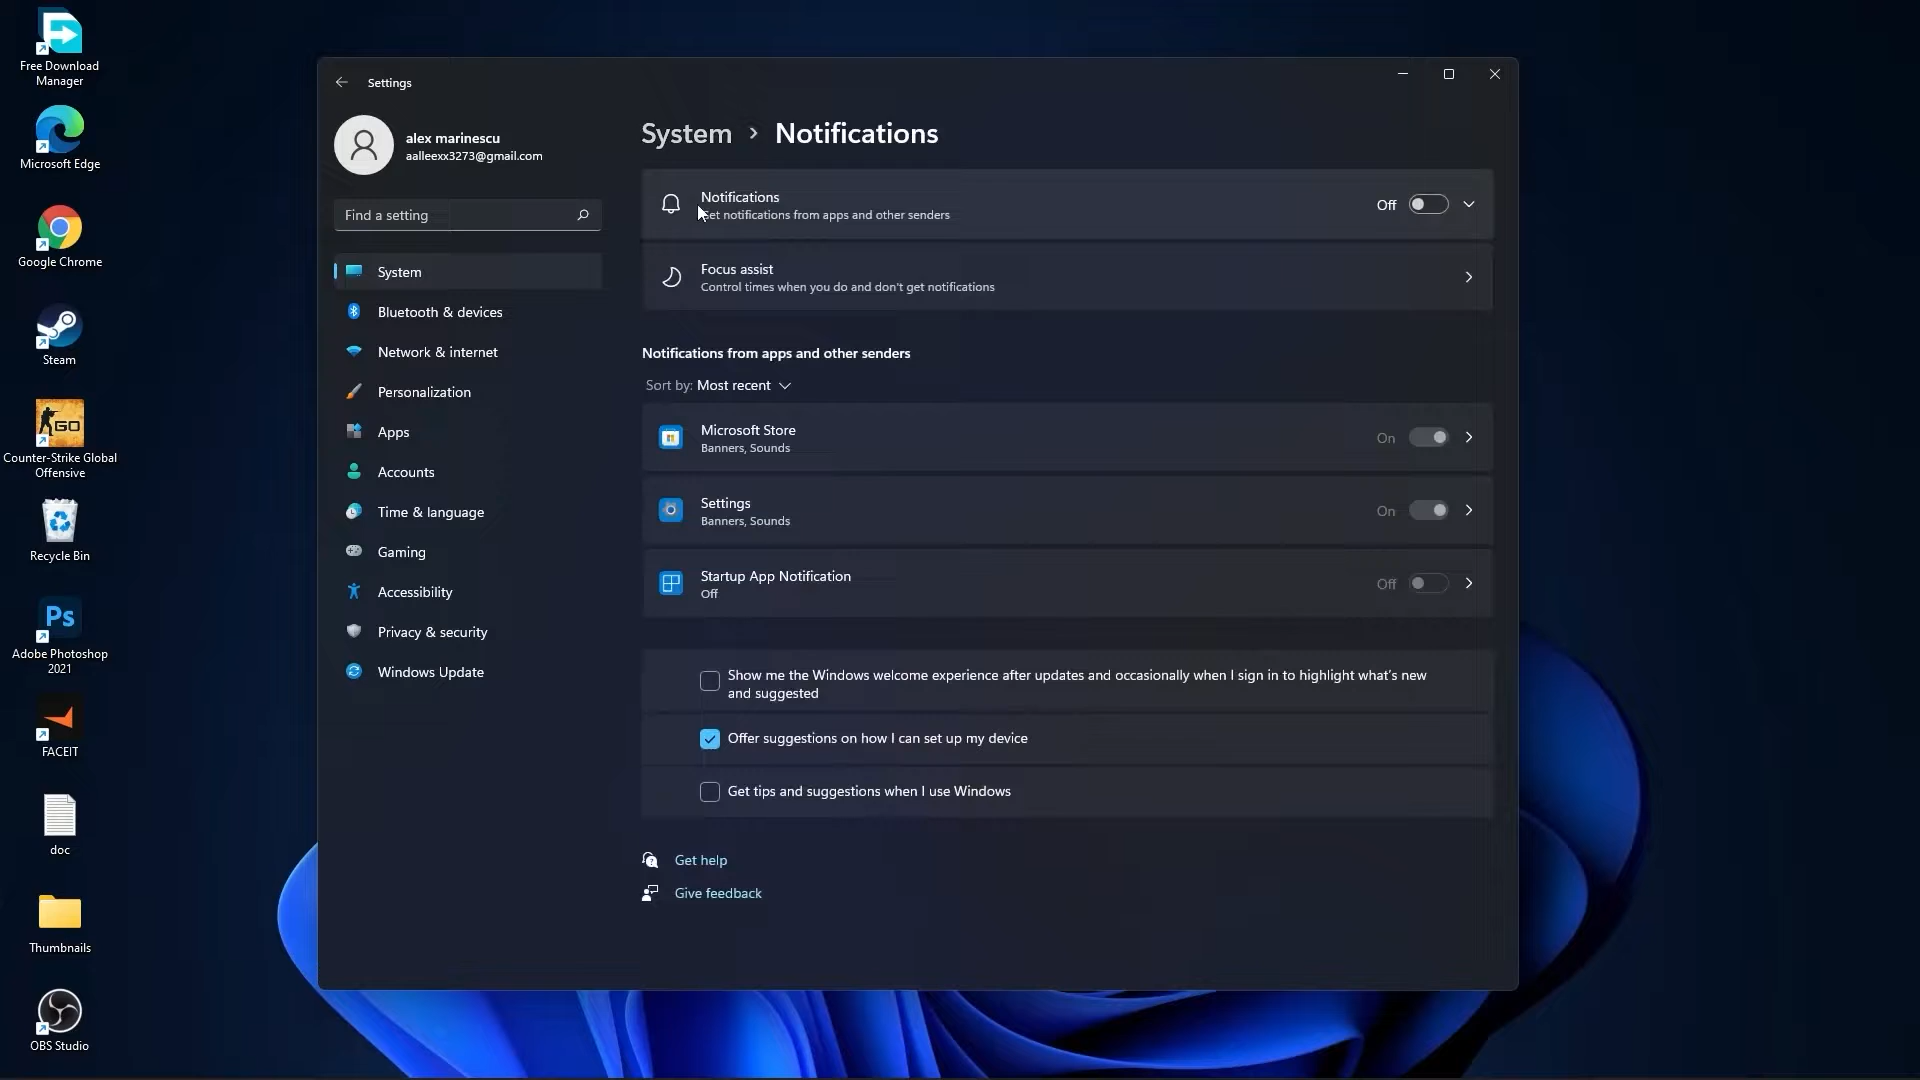 Free Download
Manager
Microsoft Edge
Google Chrome
Steam
GO
Counter-Strike Global
Offensive
Recycle Bin
Ps
Adobe Photoshop
2021
FACEIT
doc
Thumbnails
OBS Studio
Settings
alex marinescu
aalleexx3273@gmail.com
Find a setting
System
Bluetooth & devices
Network & internet
Personalization
Apps
Accounts
Time & language
Gaming
Accessibility
Privacy & security
Windows Update
System > Notifications
Notifications
Get notifications from apps and other senders
Off
Focus assist
Control times when you do and don't get notifications
Notifications from apps and other senders
Sort by: Most recent
Microsoft Store
Banners, Sounds
On
Settings
Banners, Sounds
On
Startup App Notification
Off
Off
Show me the Windows welcome experience after updates and occasionally when I sign in to highlight what's new
and suggested
Offer suggestions on how I can set up my device
Get tips and suggestions when I use Windows
Get help
Give feedback